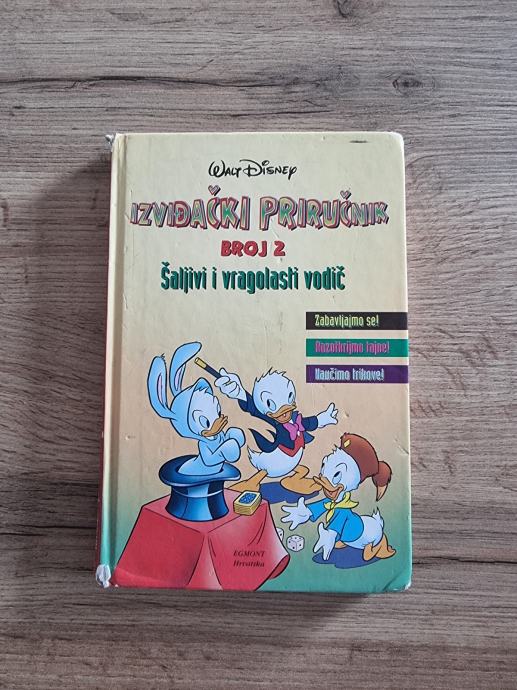 WALT DISNEY
IZVIĐAČKI PRIRUČNIK
BROJ 2
Šaljivi i vragolasti vodič
Zabavljajmo se!
Razotkrijmo tajne!
Naučimo trikove!
EGMONT
Hrvatska